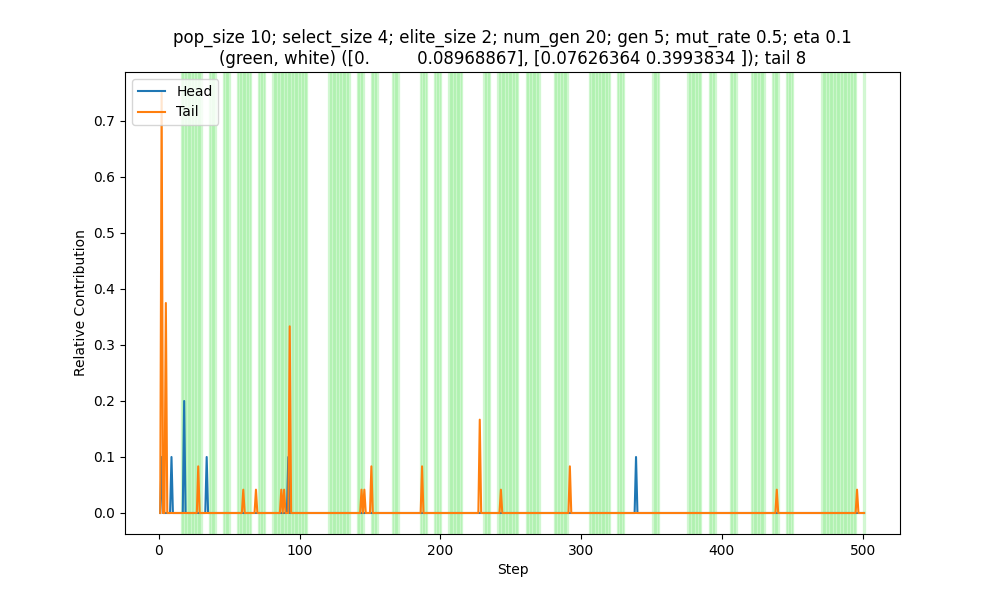 pop_size 10; select_size 4; elite_size 2; num_gen 20; gen 5; mut_rate 0.5; eta 0.1
(green, white) ([0.         0.08968867], [0.07626364 0.3993834 ]); tail 8
Head
Tail
0.7
0.6
0.5
0.4
0.3
0.2
0.1
0.0
Relative Contribution
0 100 200 300 400 500
Step